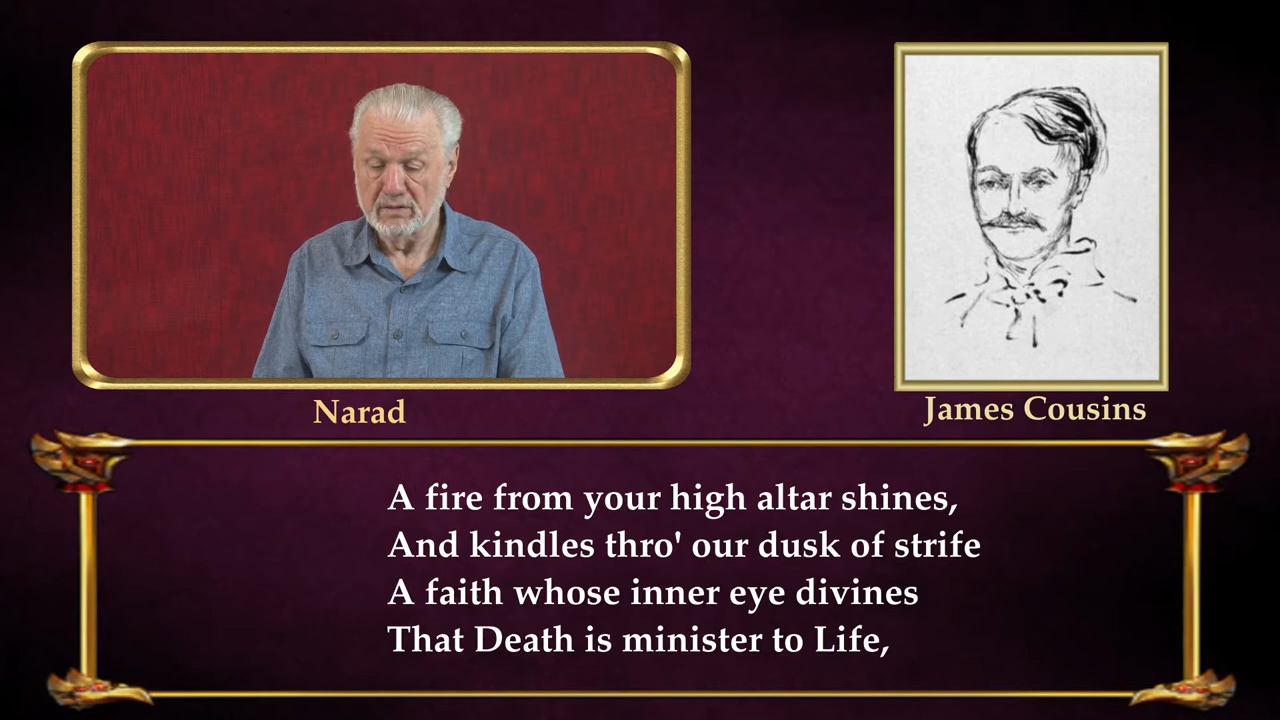 Narad
James Cousins
A fire from your high altar shines,
And kindles thro' our dusk of strife
A faith whose inner eye divines
That Death is minister to Life,